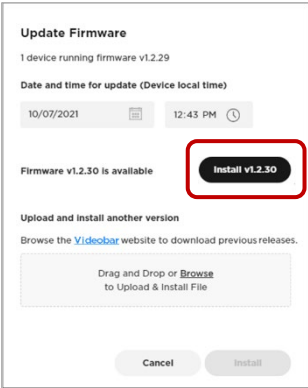 Update Firmware
1 device running firmware v1.2.29
Date and time for update (Device local time)
10/07/2021 12:43 PM
Firmware v1.2.30 is available Install v1.2.30
Upload and install another version
Browse the Videobar website to download previous releases.
Drag and Drop or Browse
to Upload & Install File
Cancel Install